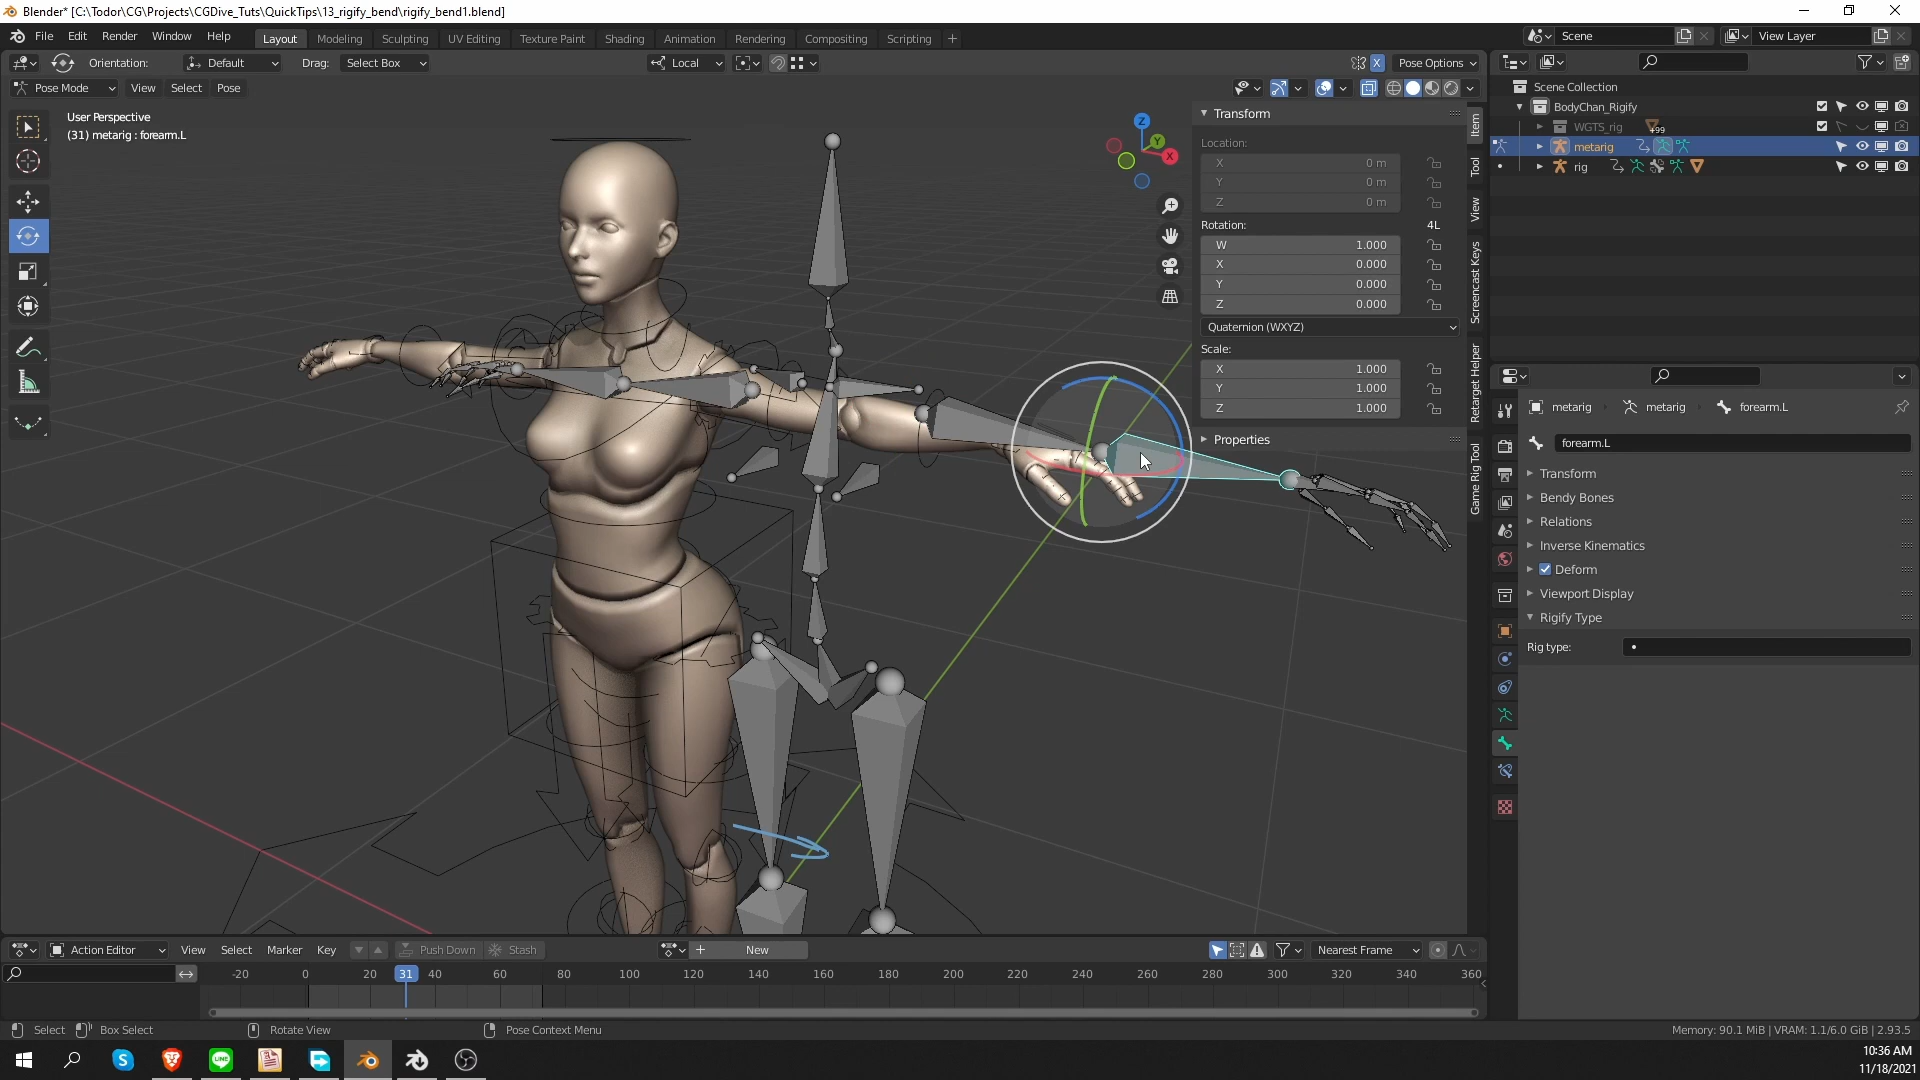 Blender* [C:\Todor\CG\Projects\CGDive_Tuts\QuickTips\13_rigify_bend\rigify_bend1.blend]
File Edit Render Window Help Layout Modeling Sculpting UV Editing Texture Paint Shading Animation Rendering Compositing Scripting + Scene View Layer
Orientation: Default Drag: Select Box Local X Pose Options
Pose Mode View Select Pose
User Perspective
(31) metarig : forearm.L
Z
Y
X
Transform
Location:
X 0 m
Y 0 m
Z 0 m
Rotation: 4L
W 1.000
X 0.000
Y 0.000
Z 0.000
Quaternion (WXYZ)
Scale:
X 1.000
Y 1.000
Z 1.000
Properties
Item
Tool
View
Screencast Keys
Retarget Helper
Game Rig Tool
Scene Collection
BodyChan_Rigify
WGTS_rig +99
metarig
rig
metarig metarig forearm.L
forearm.L
Transform
Bendy Bones
Relations
Inverse Kinematics
Deform
Viewport Display
Rigify Type
Rig type:
Action Editor View Select Marker Key Push Down Stash + New Nearest Frame
-20 0 20 31 40 60 80 100 120 140 160 180 200 220 240 260 280 300 320 340 360
Select Box Select Rotate View Pose Context Menu Memory: 90.1 MiB | VRAM: 1.1/6.0 GiB | 2.93.5
LINE
10:36 AM
11/18/2021